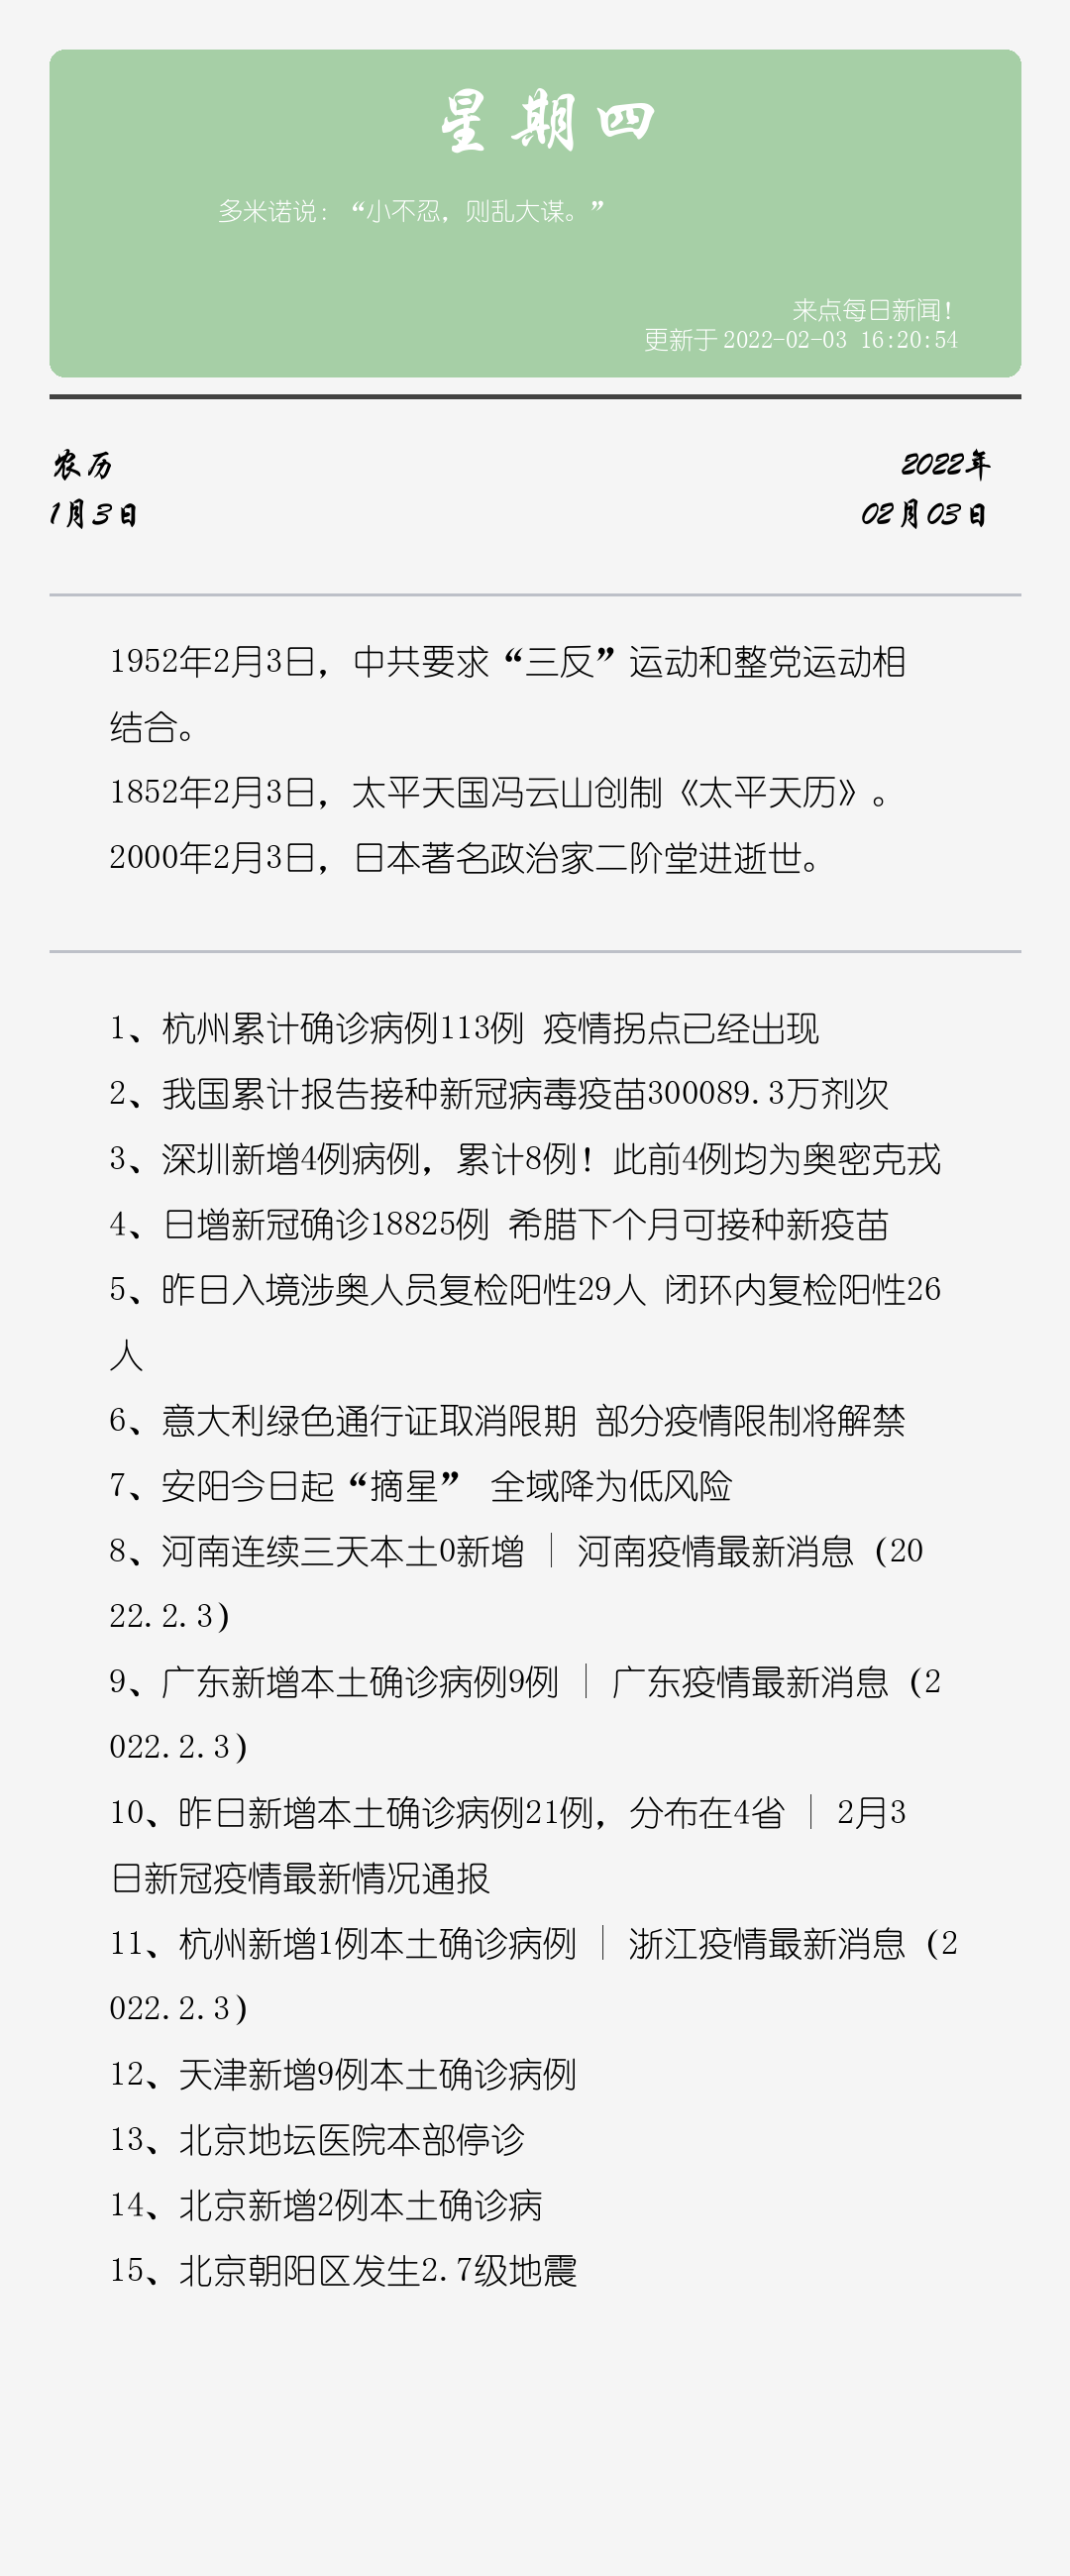 星期四
多米诺说：“小不忍，则乱大谋。”
来点每日新闻！
更新于 2022-02-03 16:20:54
农历
1月3日
2022年
02月03日
1952年2月3日，中共要求“三反”运动和整党运动相
结合。
1852年2月3日，太平天国冯云山创制《太平天历》。
2000年2月3日，日本著名政治家二阶堂进逝世。
1、杭州累计确诊病例113例 疫情拐点已经出现
2、我国累计报告接种新冠病毒疫苗300089.3万剂次
3、深圳新增4例病例，累计8例！此前4例均为奥密克戎
4、日增新冠确诊18825例 希腊下个月可接种新疫苗
5、昨日入境涉奥人员复检阳性29人 闭环内复检阳性26
人
6、意大利绿色通行证取消限期 部分疫情限制将解禁
7、安阳今日起“摘星” 全域降为低风险
8、河南连续三天本土0新增 | 河南疫情最新消息（20
22.2.3）
9、广东新增本土确诊病例9例 | 广东疫情最新消息（2
022.2.3）
10、昨日新增本土确诊病例21例，分布在4省 | 2月3
日新冠疫情最新情况通报
11、杭州新增1例本土确诊病例 | 浙江疫情最新消息（2
022.2.3）
12、天津新增9例本土确诊病例
13、北京地坛医院本部停诊
14、北京新增2例本土确诊病
15、北京朝阳区发生2.7级地震